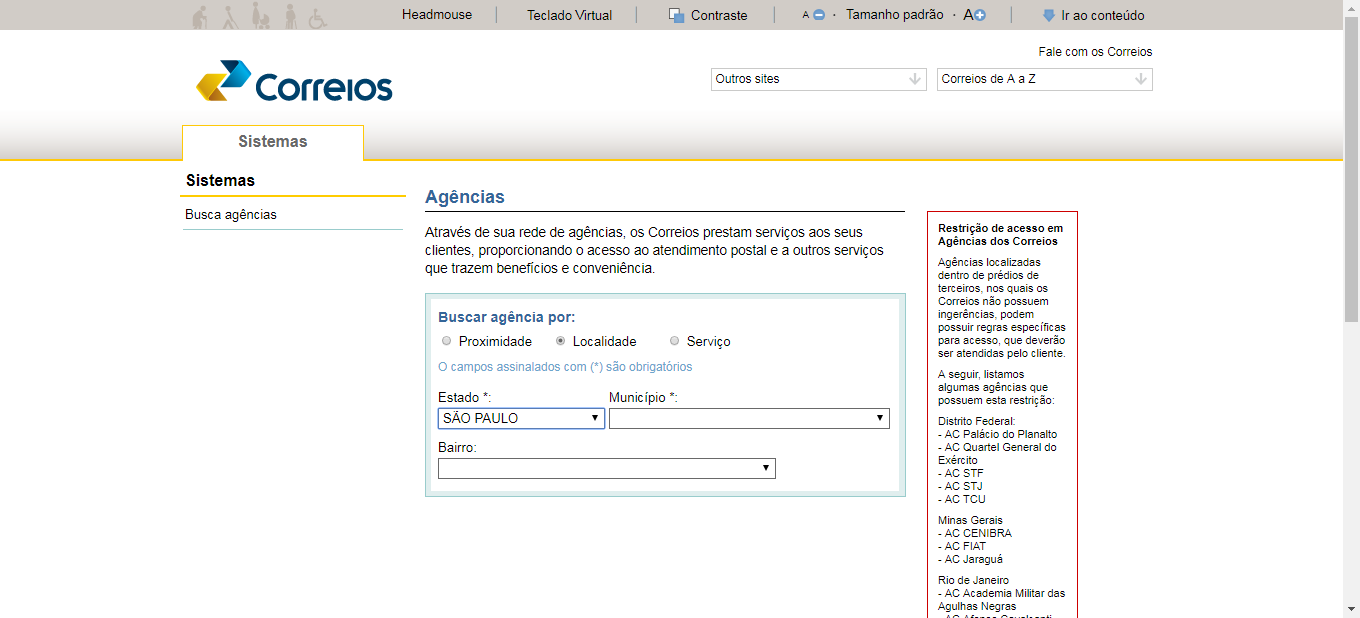 Headmouse
Teclado Virtual
Contraste
A · Tamanho padrão · A
Ir ao conteúdo
Fale com os Correios
Correios
Outros sites
Correios de A a Z
Sistemas
Sistemas
Busca agências
Agências
Através de sua rede de agências, os Correios prestam serviços aos seus
clientes, proporcionando o acesso ao atendimento postal e a outros serviços
que trazem benefícios e conveniência.
Buscar agência por:
Proximidade
Localidade
Serviço
O campos assinalados com (*) são obrigatórios
Estado *:
Município *:
SÃO PAULO
Bairro:
Restrição de acesso em
Agências dos Correios
Agências localizadas
dentro de prédios de
terceiros, nos quais os
Correios não possuem
ingerências, podem
possuir regras específicas
para acesso, que deverão
ser atendidas pelo cliente.
A seguir, listamos
algumas agências que
possuem esta restrição:
Distrito Federal:
- AC Palácio do Planalto
- AC Quartel General do
Exército
- AC STF
- AC STJ
- AC TCU
Minas Gerais
- AC CENIBRA
- AC FIAT
- AC Jaraguá
Rio de Janeiro
- AC Academia Militar das
Agulhas Negras